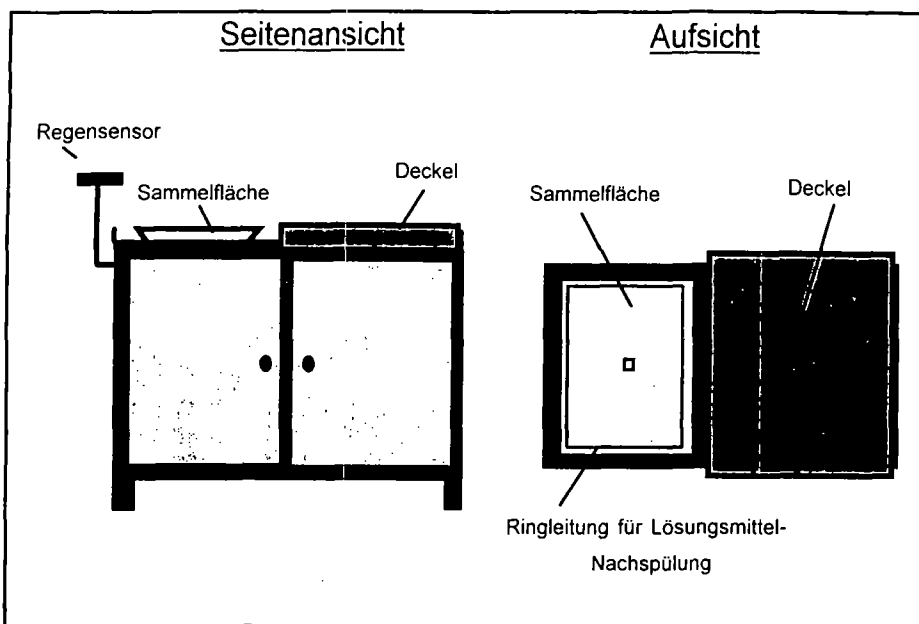 Seitenansicht
Aufsicht
Regensensor
Sammelfläche
Deckel
Sammelfläche
Deckel
Ringleitung für Lösungsmittel-
Nachspülung